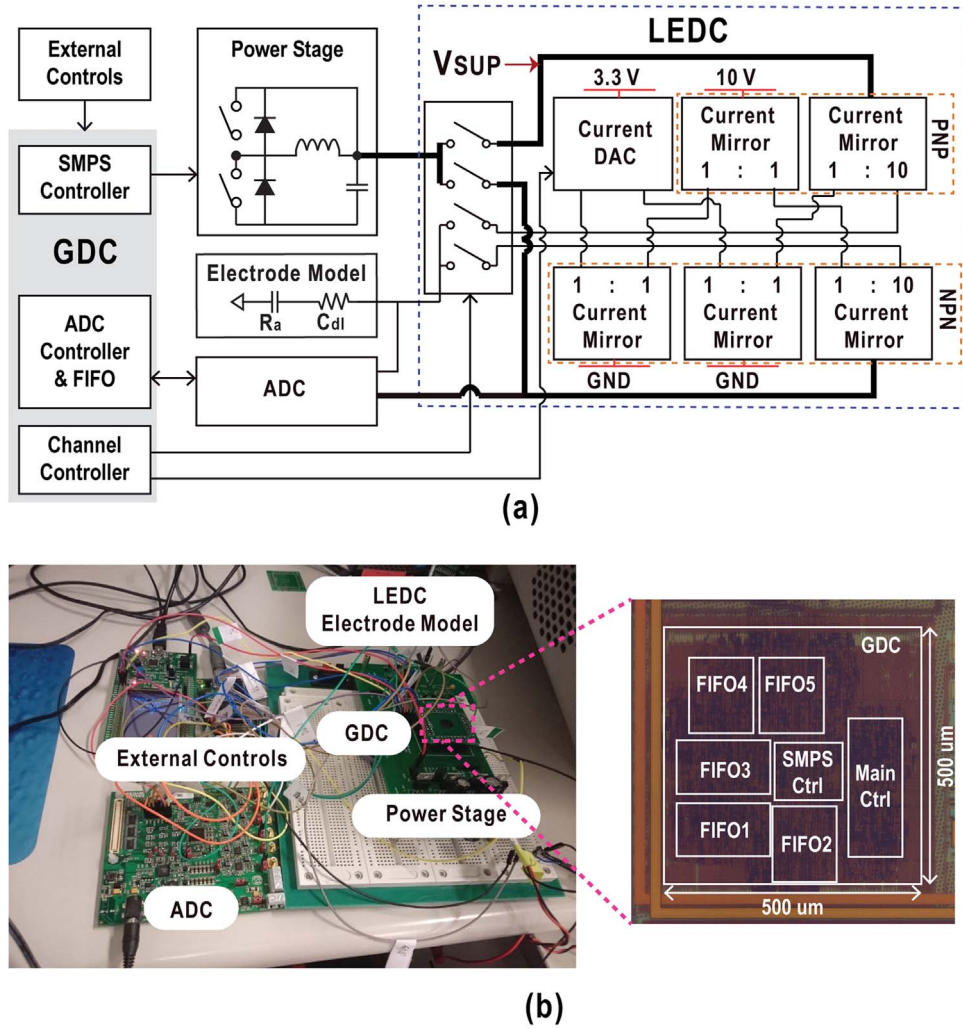 External
Controls
Power Stage
LEDC
VSUP
3.3 V
10 V
Current
DAC
Current
Mirror
1 : 1
Current
Mirror
1 : 10
PNP
SMPS
Controller
GDC
Electrode Model
Ra
Cdl
ADC
Controller
& FIFO
ADC
1 : 1
Current
Mirror
1 : 1
Current
Mirror
1 : 10
Current
Mirror
NPN
GND
GND
Channel
Controller
(a)
LEDC
Electrode Model
GDC
External Controls
Power Stage
ADC
GDC
FIFO4
FIFO5
FIFO3
SMPS
Ctrl
Main
Ctrl
FIFO1
FIFO2
500 um
500 um
(b)